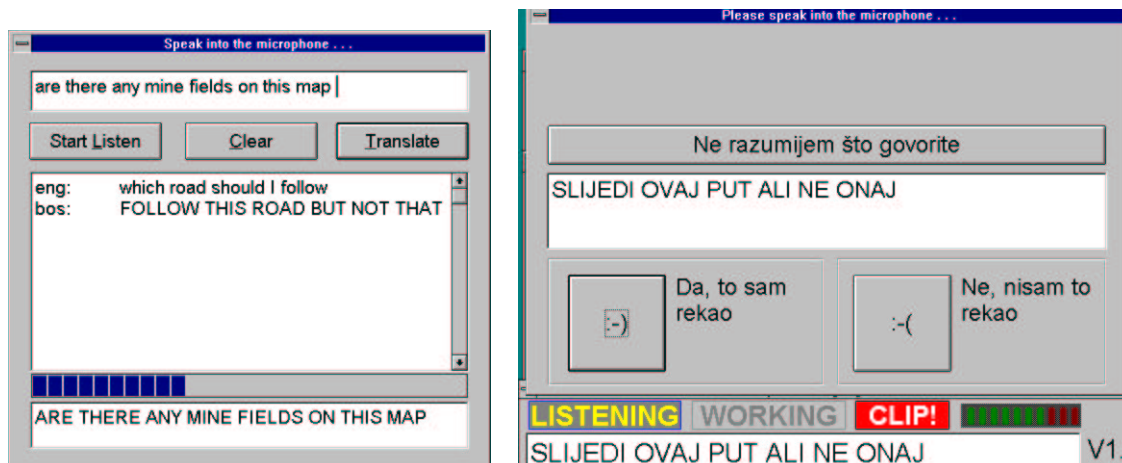 Speak into the microphone . . .
are there any mine fields on this map
Start Listen
Clear
Translate
eng: which road should I follow
bos: FOLLOW THIS ROAD BUT NOT THAT
ARE THERE ANY MINE FIELDS ON THIS MAP
Please speak into the microphone . . .
Ne razumijem što govorite
SLIJEDI OVAJ PUT ALI NE ONAJ
:-)
Da, to sam
rekao
:-(
Ne, nisam to
rekao
LISTENING WORKING CLIP!
SLIJEDI OVAJ PUT ALI NE ONAJ
V1.